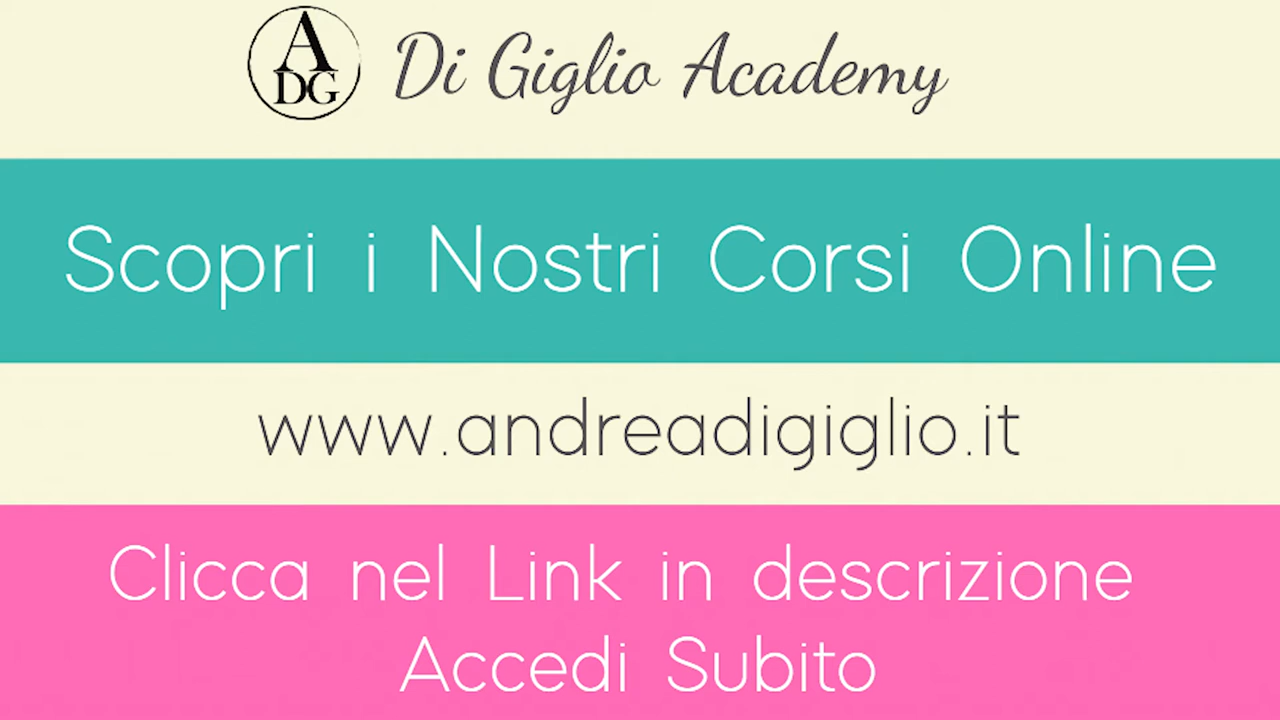 ADG Di Giglio Academy
Scopri i Nostri Corsi Online
www.andreadigiglio.it
Clicca nel Link in descrizione
Accedi Subito